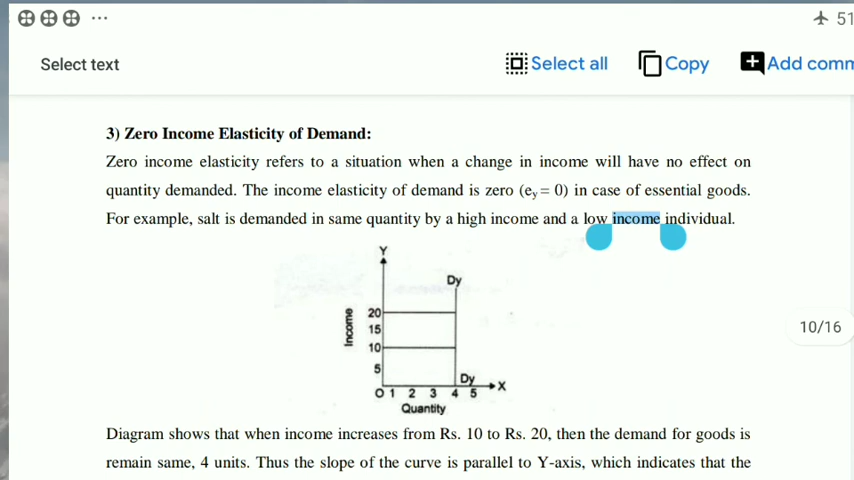 51
Select text
Select all
Copy
Add comm
3) Zero Income Elasticity of Demand:
Zero income elasticity refers to a situation when a change in income will have no effect on
quantity demanded. The income elasticity of demand is zero (ey = 0) in case of essential goods.
For example, salt is demanded in same quantity by a high income and a low income individual.
Y
Dy
20
15
10
5
Income
Dy
X
O 1 2 3 4 5
Quantity
10/16
Diagram shows that when income increases from Rs. 10 to Rs. 20, then the demand for goods is
remain same, 4 units. Thus the slope of the curve is parallel to Y-axis, which indicates that the